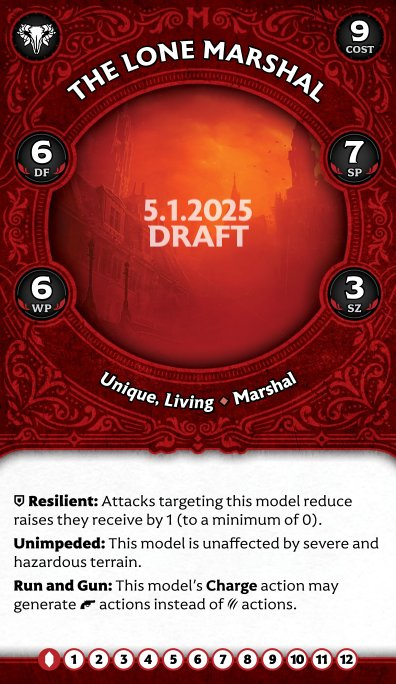 THE LONE MARSHAL
9
COST
6
DF
7
SP
5.1.2025
DRAFT
6
WP
3
SZ
Unique, Living ◆ Marshal
Resilient: Attacks targeting this model reduce
raises they receive by 1 (to a minimum of 0).
Unimpeded: This model is unaffected by severe and
hazardous terrain.
Run and Gun: This model's Charge action may
generate actions instead of actions.
1 2 3 4 5 6 7 8 9 10 11 12